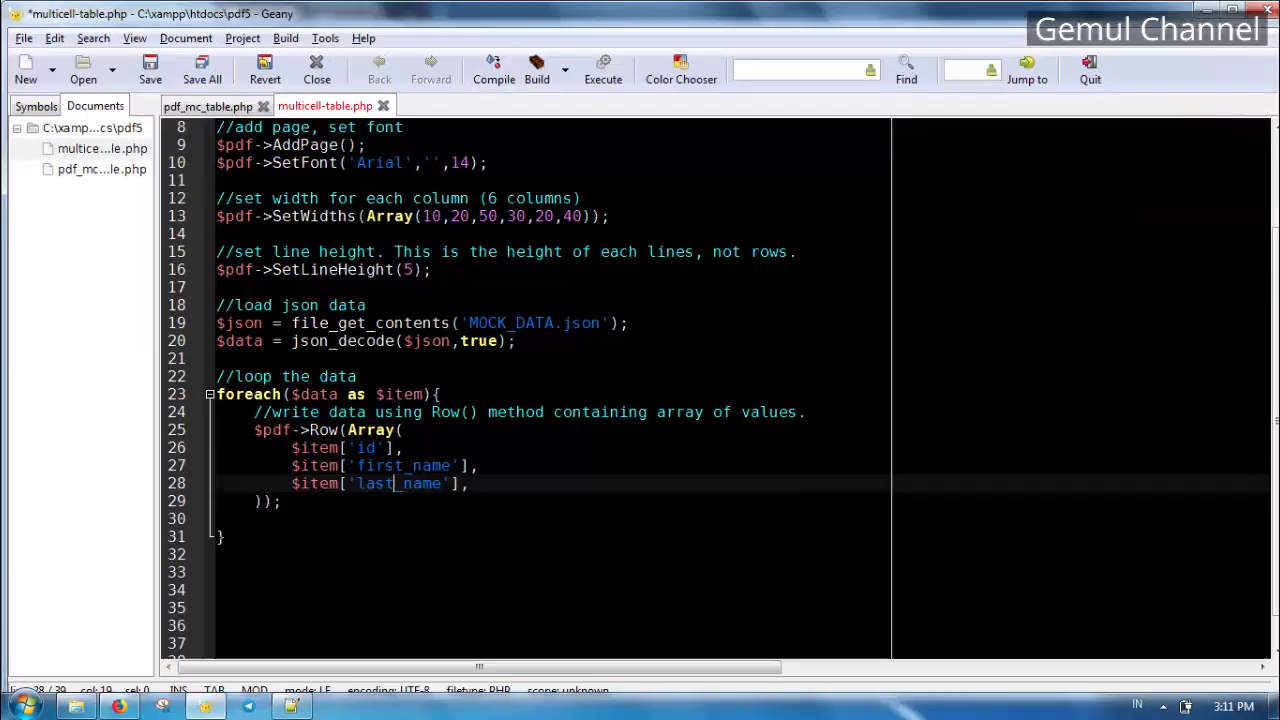 *multicell-table.php - C:\xampp\htdocs\pdf5 - Geany
Gemul Channel
File Edit Search View Document Project Build Tools Help
New Open Save Save All Revert Close Back Forward Compile Build Execute Color Chooser Find Jump to Quit
Symbols Documents pdf_mc_table.php multicell-table.php
C:\xamp...cs\pdf5
multice...le.php
pdf_mc...le.php
8 //add page, set font
9 $pdf->AddPage();
10 $pdf->SetFont('Arial','',14);
11
12 //set width for each column (6 columns)
13 $pdf->SetWidths(Array(10,20,50,30,20,40));
14
15 //set line height. This is the height of each lines, not rows.
16 $pdf->SetLineHeight(5);
17
18 //load json data
19 $json = file_get_contents('MOCK_DATA.json');
20 $data = json_decode($json,true);
21
22 //loop the data
23 foreach($data as $item){
24 //write data using Row() method containing array of values.
25 $pdf->Row(Array(
26 $item['id'],
27 $item['first_name'],
28 $item['last_name'],
29 ));
30
31 }
32
33
34
35
36
37
28 / 39 col: 19 sel: 0 INS TAB MOD mode: LF encoding: UTF-8 filetype: PHP scope: unknown
IN 3:11 PM